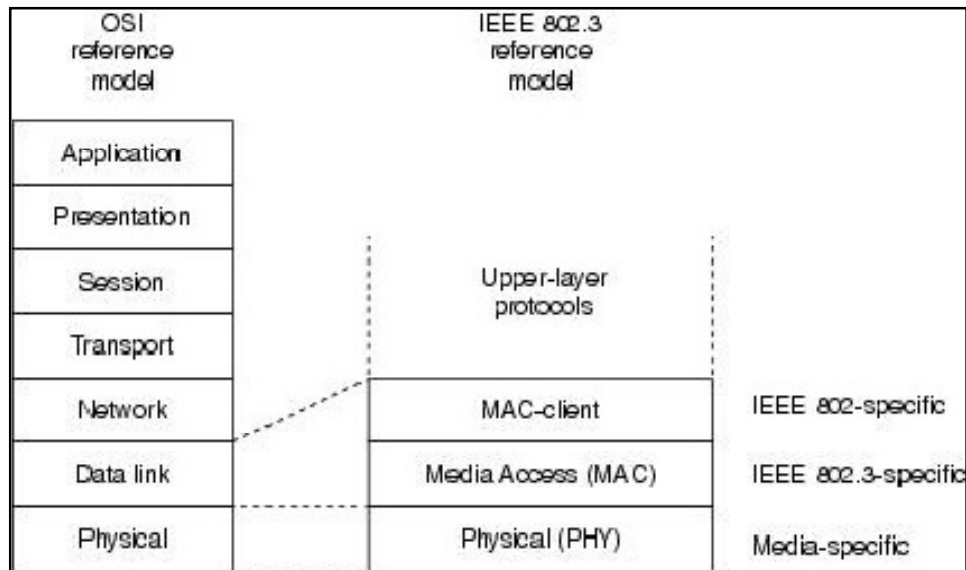 OSI
reference
model
IEEE 802.3
reference
model
Application
Presentation
Session
Transport
Network
Data link
Physical
Upper-layer
protocols
MAC-client
Media Access (MAC)
Physical (PHY)
IEEE 802-specific
IEEE 802.3-specific
Media-specific